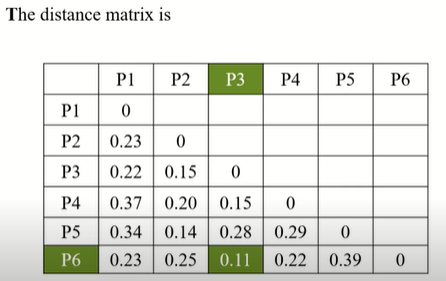 The distance matrix is
P1 P2 P3 P4 P5 P6
P1 0
P2 0.23 0
P3 0.22 0.15 0
P4 0.37 0.20 0.15 0
P5 0.34 0.14 0.28 0.29 0
P6 0.23 0.25 0.11 0.22 0.39 0